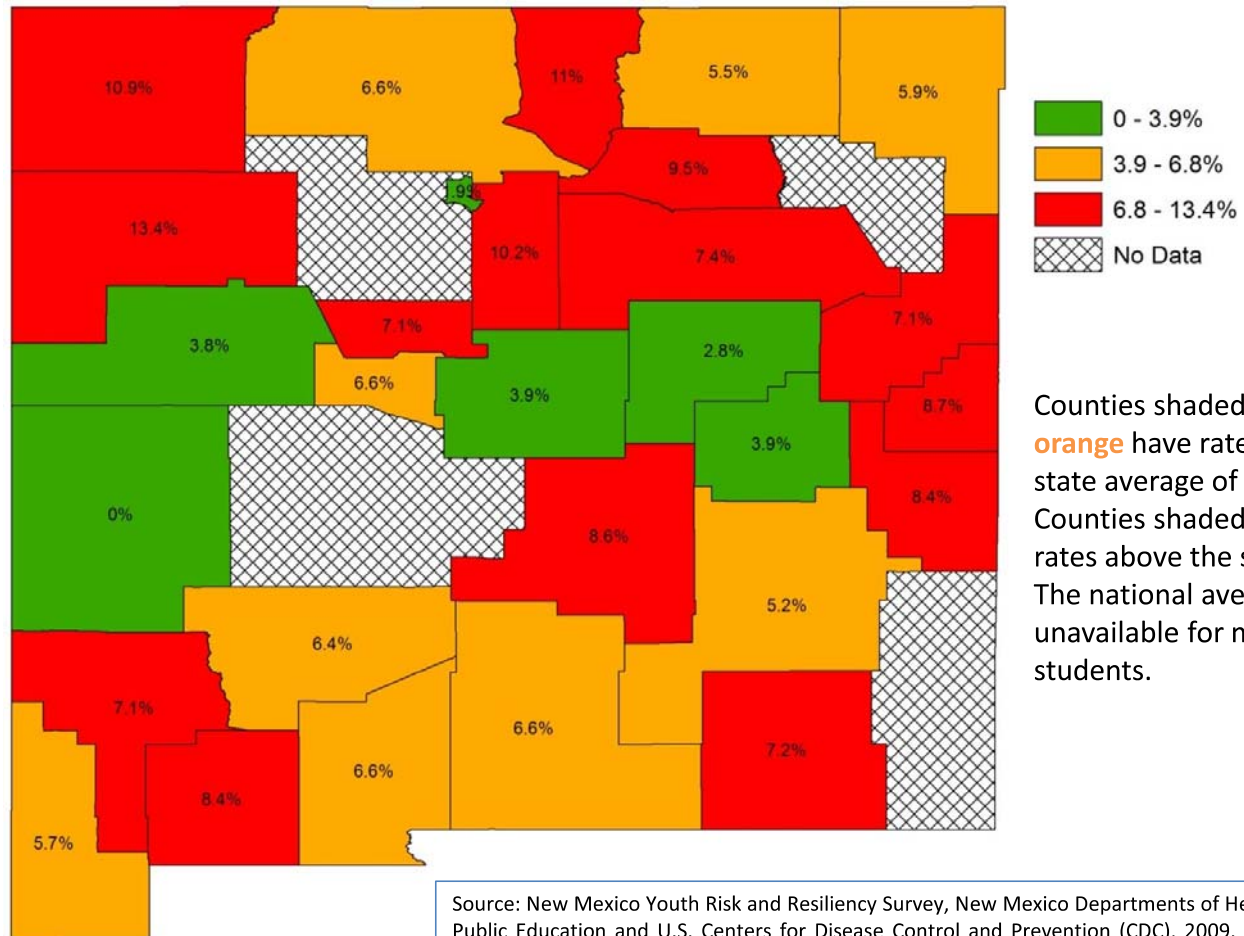 10.9%
6.6%
11%
5.5%
5.9%
0 - 3.9%
3.9 - 6.8%
6.8 - 13.4%
No Data
9.5%
.9%
13.4%
10.2%
7.4%
7.1%
7.1%
3.8%
2.8%
6.6%
3.9%
8.7%
3.9%
8.4%
0%
8.6%
5.2%
6.4%
7.1%
6.6%
7.2%
6.6%
8.4%
5.7%
Counties shaded
orange have rate
state average of
Counties shaded
rates above the s
The national ave
unavailable for n
students.
Source: New Mexico Youth Risk and Resiliency Survey, New Mexico Departments of He
Public Education and U.S. Centers for Disease Control and Prevention (CDC), 2009.